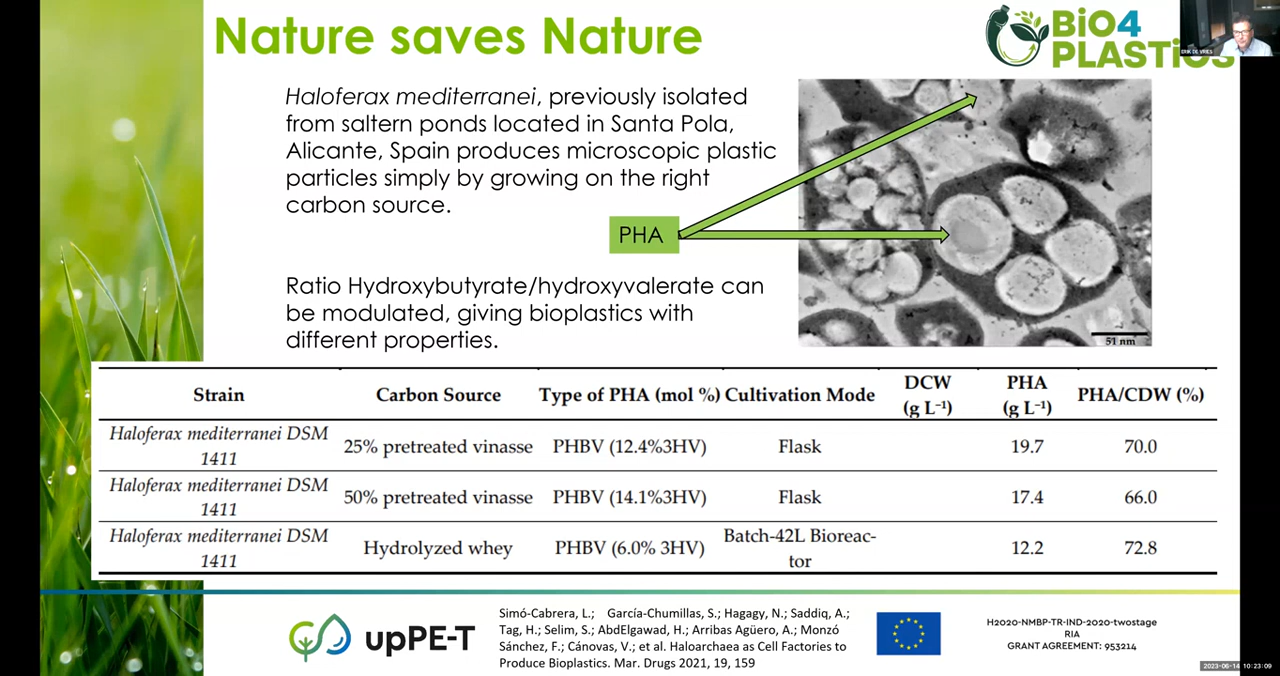 Nature saves Nature
BiO4
PLASTiCS
ERIK DE VRIES
Haloferax mediterranei, previously isolated
from saltern ponds located in Santa Pola,
Alicante, Spain produces microscopic plastic
particles simply by growing on the right
carbon source.
PHA
Ratio Hydroxybutyrate/hydroxyvalerate can
be modulated, giving bioplastics with
different properties.
51 nm
Strain Carbon Source Type of PHA (mol %) Cultivation Mode DCW (g L⁻¹) PHA (g L⁻¹) PHA/CDW (%)
Haloferax mediterranei DSM 1411 25% pretreated vinasse PHBV (12.4%3HV) Flask 19.7 70.0
Haloferax mediterranei DSM 1411 50% pretreated vinasse PHBV (14.1%3HV) Flask 17.4 66.0
Haloferax mediterranei DSM 1411 Hydrolyzed whey PHBV (6.0% 3HV) Batch-42L Bioreac-tor 12.2 72.8
upPE-T
Simó-Cabrera, L.; García-Chumillas, S.; Hagagy, N.; Saddiq, A.;
Tag, H.; Selim, S.; AbdElgawad, H.; Arribas Agüero, A.; Monzó
Sánchez, F.; Cánovas, V.; et al. Haloarchaea as Cell Factories to
Produce Bioplastics. Mar. Drugs 2021, 19, 159
H2020-NMBP-TR-IND-2020-twostage
RIA
GRANT AGREEMENT: 953214
2023-06-14 10:23:09